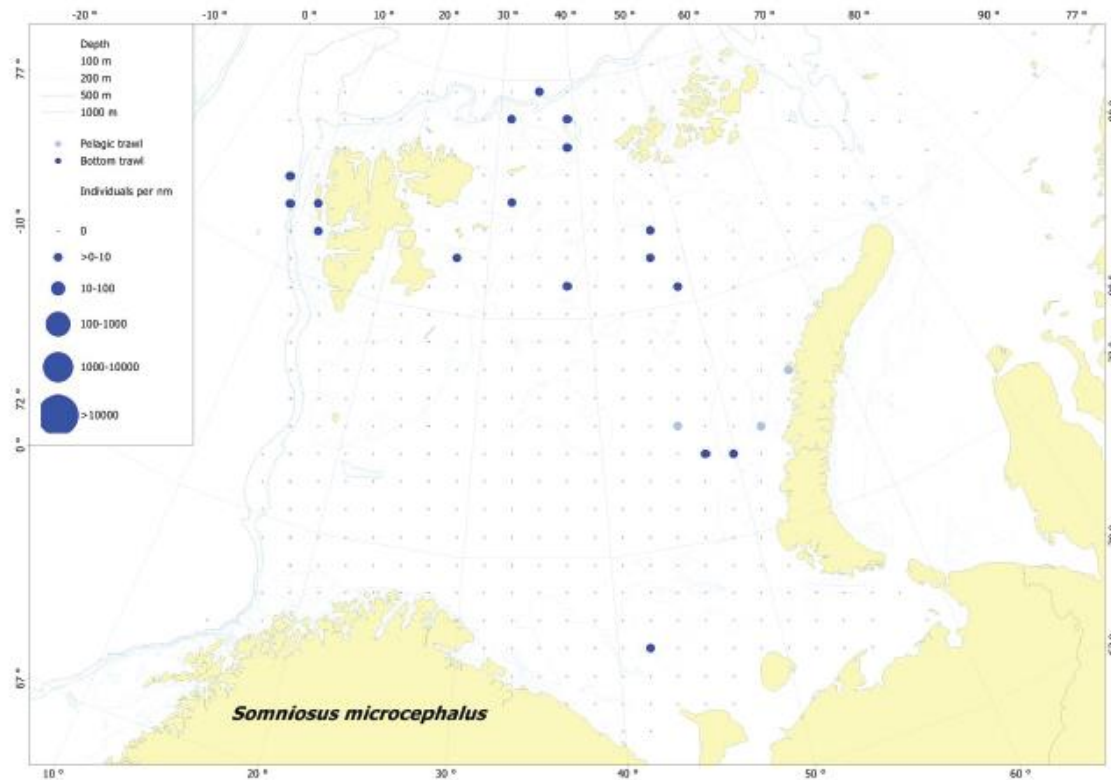 -20 ° -10 ° 0 ° 10 ° 20 ° 30 ° 40 ° 50 ° 60 ° 70 ° 80 ° 90 ° 77 °
Depth
100 m
200 m
500 m
1000 m
Pelagic trawl
Bottom trawl
Individuals per nm
0
>0-10
10-100
100-1000
1000-10000
>10000
77 °
-10 °
72 °
0 °
67 °
Somniosus microcephalus
10 ° 20 ° 30 ° 40 ° 50 ° 60 °